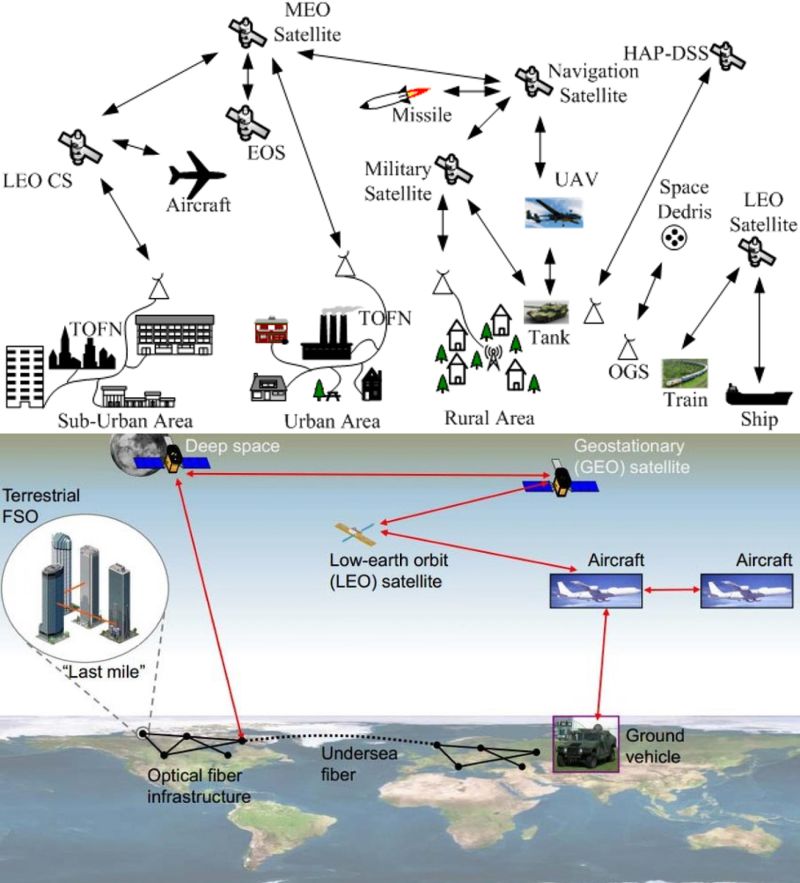 MEO
Satellite
HAP-DSS
Navigation
Satellite
Missile
EOS
LEO CS
Aircraft
Military
Satellite
UAV
Space
Dedris
LEO
Satellite
TOFN
TOFN
Tank
OGS
Train
Sub-Urban Area
Urban Area
Rural Area
Ship
Deep space
Geostationary
(GEO) satellite
Terrestrial
FSO
Low-earth orbit
(LEO) satellite
Aircraft
Aircraft
“Last mile”
Optical fiber
infrastructure
Undersea
fiber
Ground
vehicle